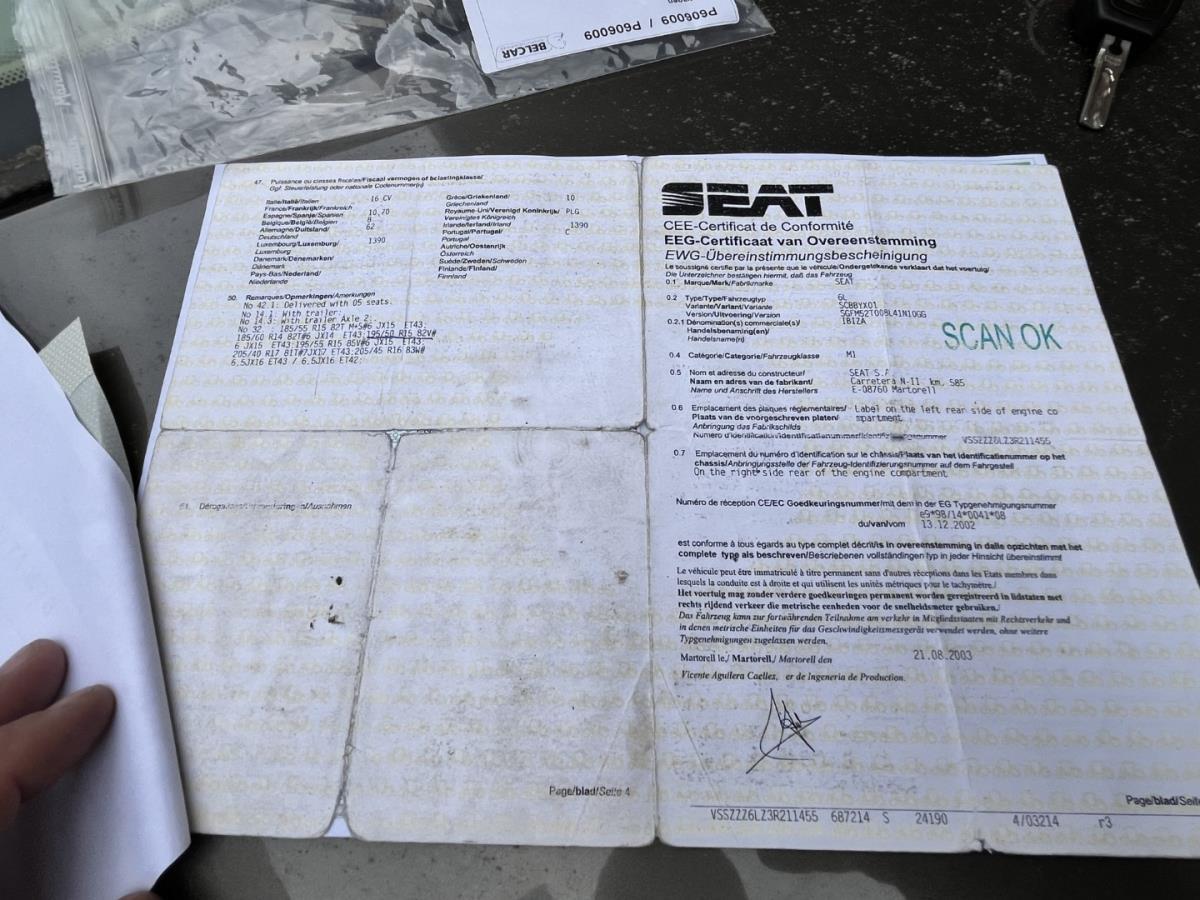 P606009 / P606009
BELCAR
47. Puissance ou classes fiscales/Fiscaal vermogen of belastingklasse/
Ggf. Steuerleistung oder nationale Codenummer(n)
Italie/Italië/Italien 16 CV
France/Frankrijk/Frankreich
Espagne/Spanje/Spanien 10,70
Belgique/België/Belgien 8
Allemagne/Duitsland/ 62
Deutschland
Luxembourg/Luxemburg/ 1390
Luxemburg
Danemark/Denemarken/
Dänemark
Pays-Bas/Nederland/
Niederlande
Grèce/Griekenland/ 10
Griechenland
Royaume-Uni/Verenigd Koninkrijk/ PLG
Vereinigtes Königreich
Irlande/Ierland/Irland 1390
Portugal/Portugal/ C
Portugal
Autriche/Oostenrijk
Österreich
Suède/Zweden/Schweden
Finlande/Finland/
Finnland
50. Remarques/Opmerkingen/Amerkungen
No 42.1: Delivered with 05 seats.
No 14.1: With trailer:
No 14.3: With trailer Axle 2:
No 32 185/55 R15 82T M+S#6 JX15 ET43:
185/60 R14 82T#6 JX14 ET43:195/50 R15 82V#
6 JX15 ET43:195/55 R15 85V#6 JX15 ET43:
205/40 R17 81T#7JX17 ET43:205/45 R16 83W#
6.5JX16 ET43 / 6.5JX16 ET42:
51.
Page/blad/Seite 4
SEAT
CEE-Certificat de Conformité
EEG-Certificaat van Overeenstemming
EWG-Übereinstimmungsbescheinigung
Le soussigné certifie par la présente que le véhicule/Ondergetekende verklaart dat het voertuig/
Die Unterzeichner bestätigen hiermit, daß das Fahrzeug
0.1 Marque/Merk/Fabrikmarke SEAT
0.2 Type/Type/Fahrzeugtyp 6L
Variante/Variant/Variante SCBBYX01
Version/Uitvoering/Version SGFM52T008L41N1OGG
0.2.1 Dénomination(s) commerciale(s)/ IBIZA
Handelsbenaming(en)/
Handelsname(n)
SCAN OK
0.4 Catégorie/Categorie/Fahrzeugklasse M1
0.5 Nom et adresse du constructeur/ SEAT S.A.
Naam en adres van de fabrikant/ Carretera N-11 km. 585
Name und Anschrift des Herstellers E-08760 Martorell
0.6 Emplacement des plaques réglementaires/ Label on the left rear side of engine co
Plaats van de voorgeschreven platen/ mpartment
Anbringung des Fabrikschilds
Numéro d'identification/Identificatienummer/ VSSZZZ6LZ3R211455
0.7 Emplacement du numéro d'identification sur le châssis/Plaats van het identificatienummer op het
chassis/Anbringungsstelle der Fahrzeug-Identifizierungsnummer auf dem Fahrgestell
On the right side rear of the engine compartment
Numéro de réception CE/EC Goedkeuringsnummer/mit dem in der EG Typgenehmigungsnummer
e9*98/14*0041*08
du/van/vom 13.12.2002
est conforme à tous égards au type complet décrit/is in overeenstemming in dalle opzichten met het
complete type als beschreven/Beschriebenen vollständingen typ in jeder Hinsicht übereinstimmt
Le véhicule peut être immatriculé à titre permanent sans d'autres réceptions dans les Etats membres dans
lesquels la conduite est à droite et qui utilisent les unités métriques pour le tachymètre./
Het voertuig mag zonder verdere goedkeuringen permanent worden geregistreerd in lidstaten met
rechts rijdend verkeer die metrische eenheden voor de snelheidsmeter gebruiken./
Das Fahrzeug kann zur fortwährenden Teilnahme am verkehr in Mitgliedsstaaten mit Rechtsverkehr und
in denen metrische Einheiten für das Geschwindigkeitsmessgerät verwendet werden, ohne weitere
Typgenehmigungen zugelassen werden.
Martorell le,/ Martorell,/ Martorell den 21.08.2003
Vicente Aguilera Caellez, er de Ingeneria de Production.
Page/blad/Seite
VSSZZZ6LZ3R211455 687214 S 24190 4/03214 r3